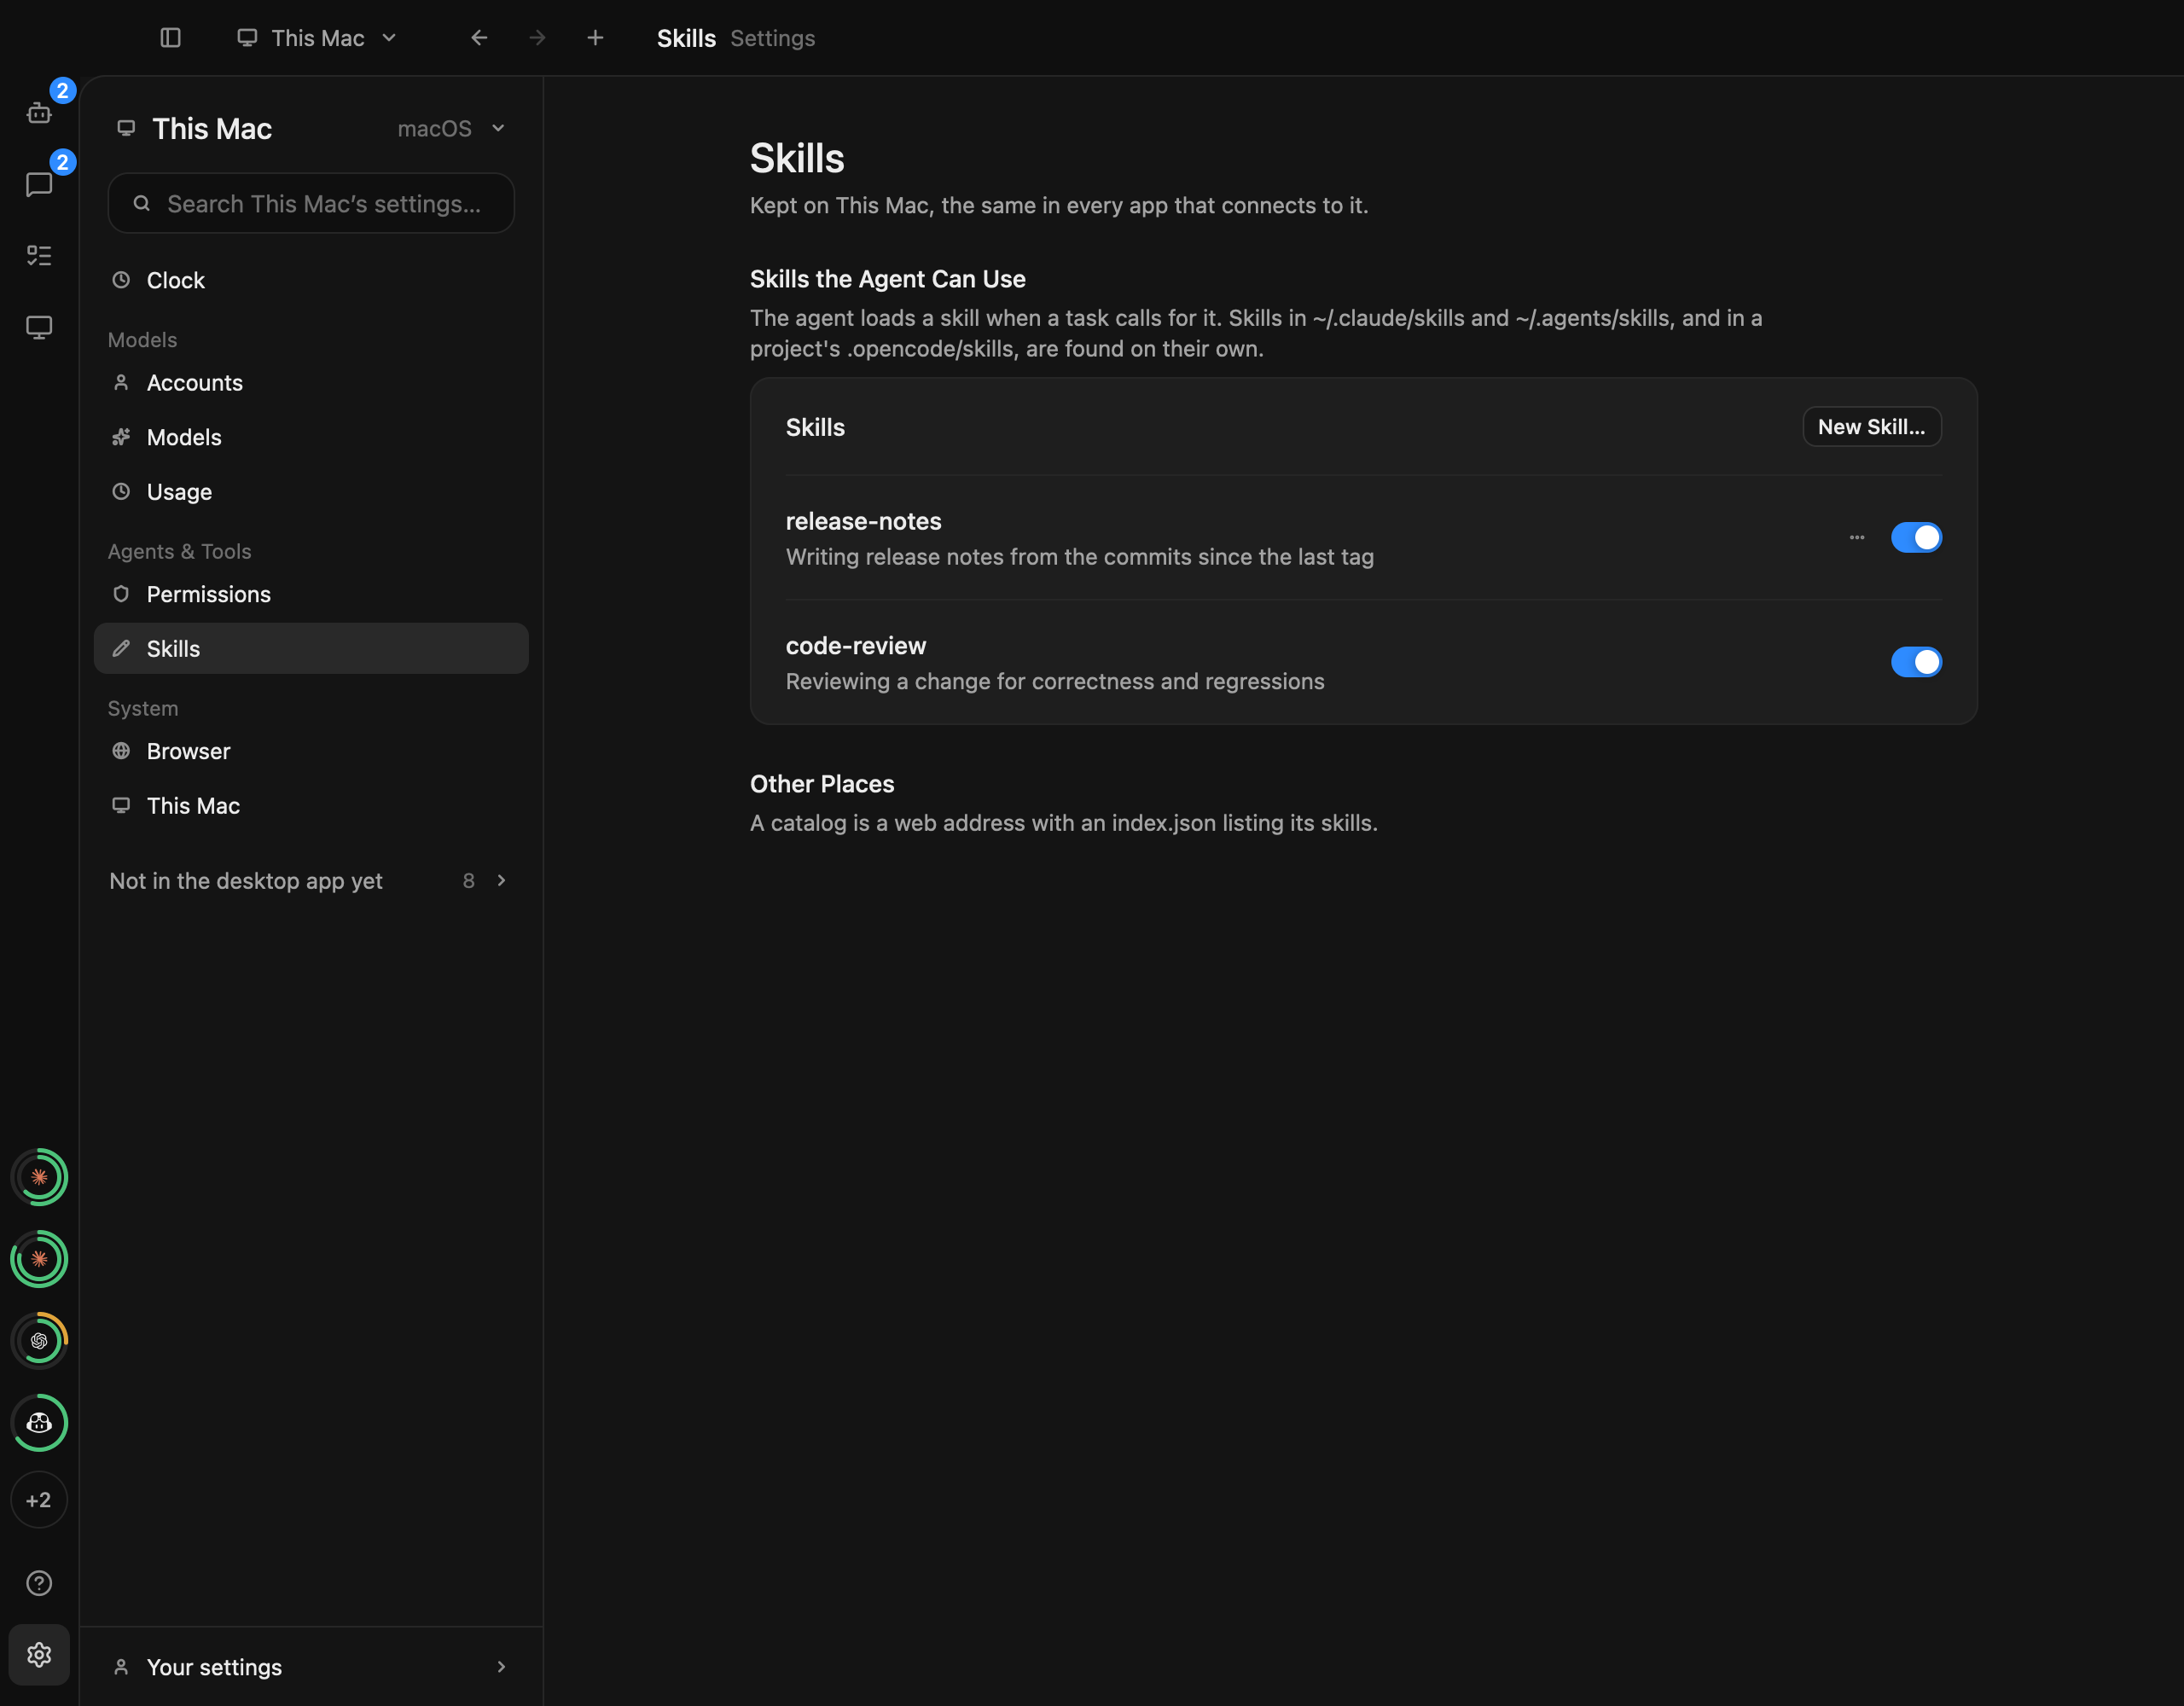 This Mac
Skills Settings
2
2
This Mac macOS
Search This Mac’s settings...
Clock
Models
Accounts
Models
Usage
Agents & Tools
Permissions
Skills
System
Browser
This Mac
Not in the desktop app yet 8
+2
Your settings
Skills
Kept on This Mac, the same in every app that connects to it.
Skills the Agent Can Use
The agent loads a skill when a task calls for it. Skills in ~/.claude/skills and ~/.agents/skills, and in a
project's .opencode/skills, are found on their own.
Skills New Skill...
release-notes
Writing release notes from the commits since the last tag
code-review
Reviewing a change for correctness and regressions
Other Places
A catalog is a web address with an index.json listing its skills.